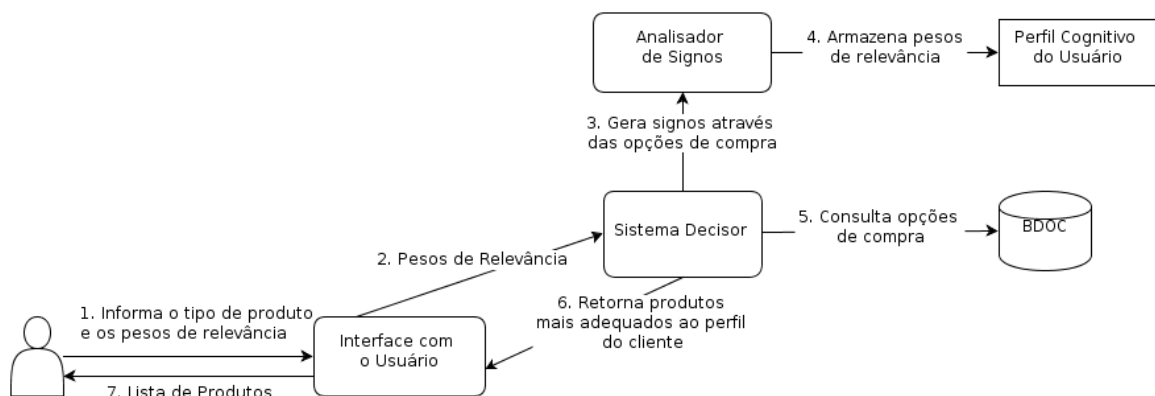 Analisador
de Signos
4. Armazena pesos
de relevância
Perfil Cognitivo
do Usuário
3. Gera signos através
das opções de compra
Sistema Decisor
5. Consulta opções
de compra
BDOC
2. Pesos de Relevância
6. Retorna produtos
mais adequados ao perfil
do cliente
1. Informa o tipo de produto
e os pesos de relevância
Interface com
o Usuário
7. Lista de Produtos